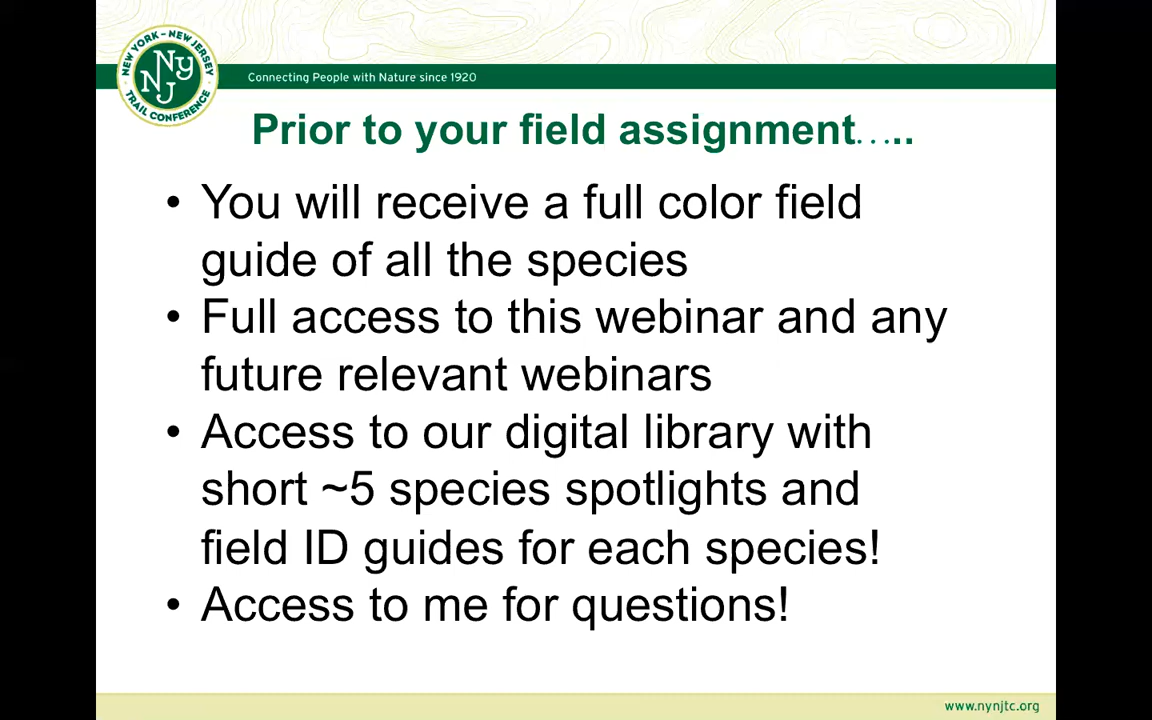 NEW YORK - NEW JERSEY
NY
NJ
TRAIL CONFERENCE
Connecting People with Nature since 1920
Prior to your field assignment…..
• You will receive a full color field
guide of all the species
• Full access to this webinar and any
future relevant webinars
• Access to our digital library with
short ~5 species spotlights and
field ID guides for each species!
• Access to me for questions!
www.nynjtc.org